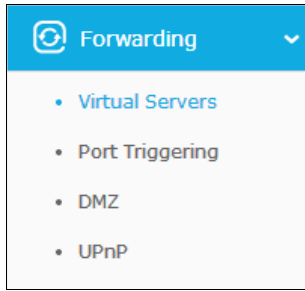 Forwarding
• Virtual Servers
• Port Triggering
• DMZ
• UPnP